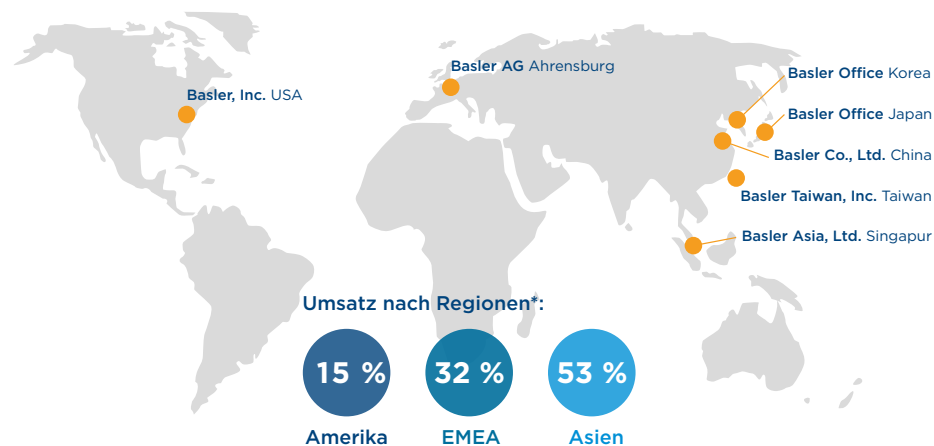 Basler AG Ahrensburg
Basler, Inc. USA
Basler Office Korea
Basler Office Japan
Basler Co., Ltd. China
Basler Taiwan, Inc. Taiwan
Basler Asia, Ltd. Singapur
Umsatz nach Regionen*:
15 % 32 % 53 %
Amerika EMEA Asien